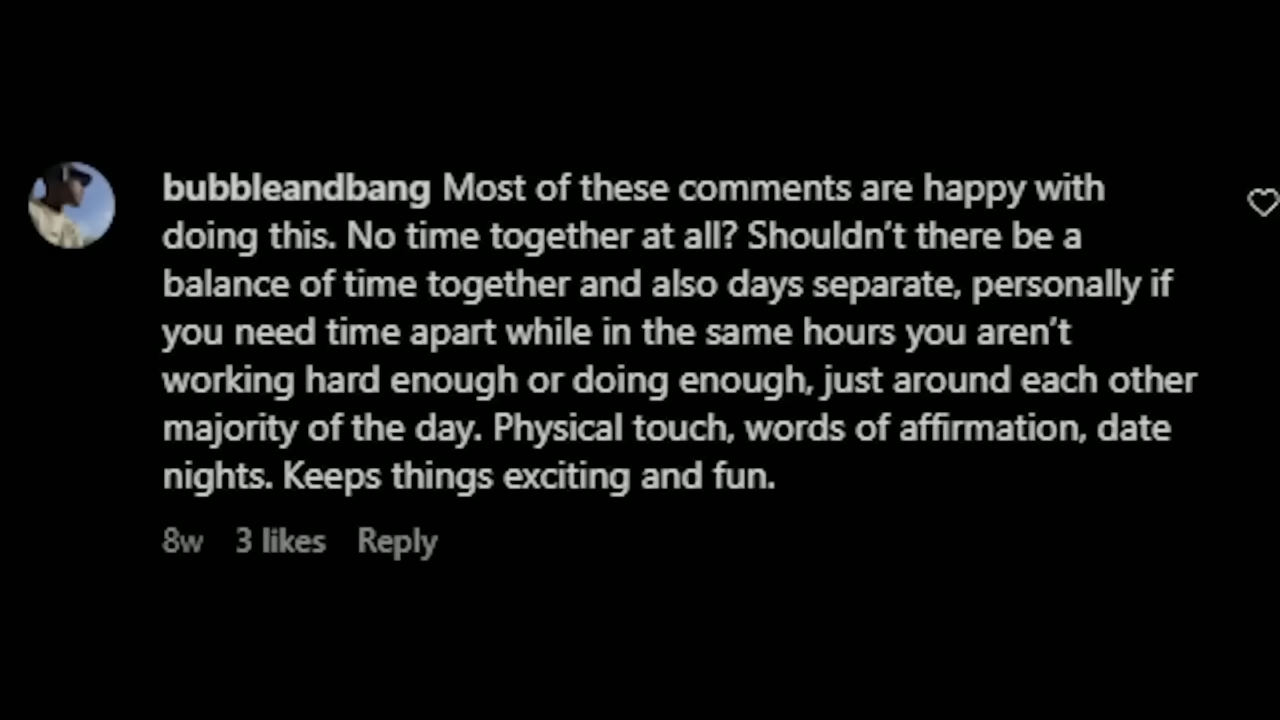 bubbleandbang Most of these comments are happy with
doing this. No time together at all? Shouldn’t there be a
balance of time together and also days separate, personally if
you need time apart while in the same hours you aren’t
working hard enough or doing enough, just around each other
majority of the day. Physical touch, words of affirmation, date
nights. Keeps things exciting and fun.
8w 3 likes Reply